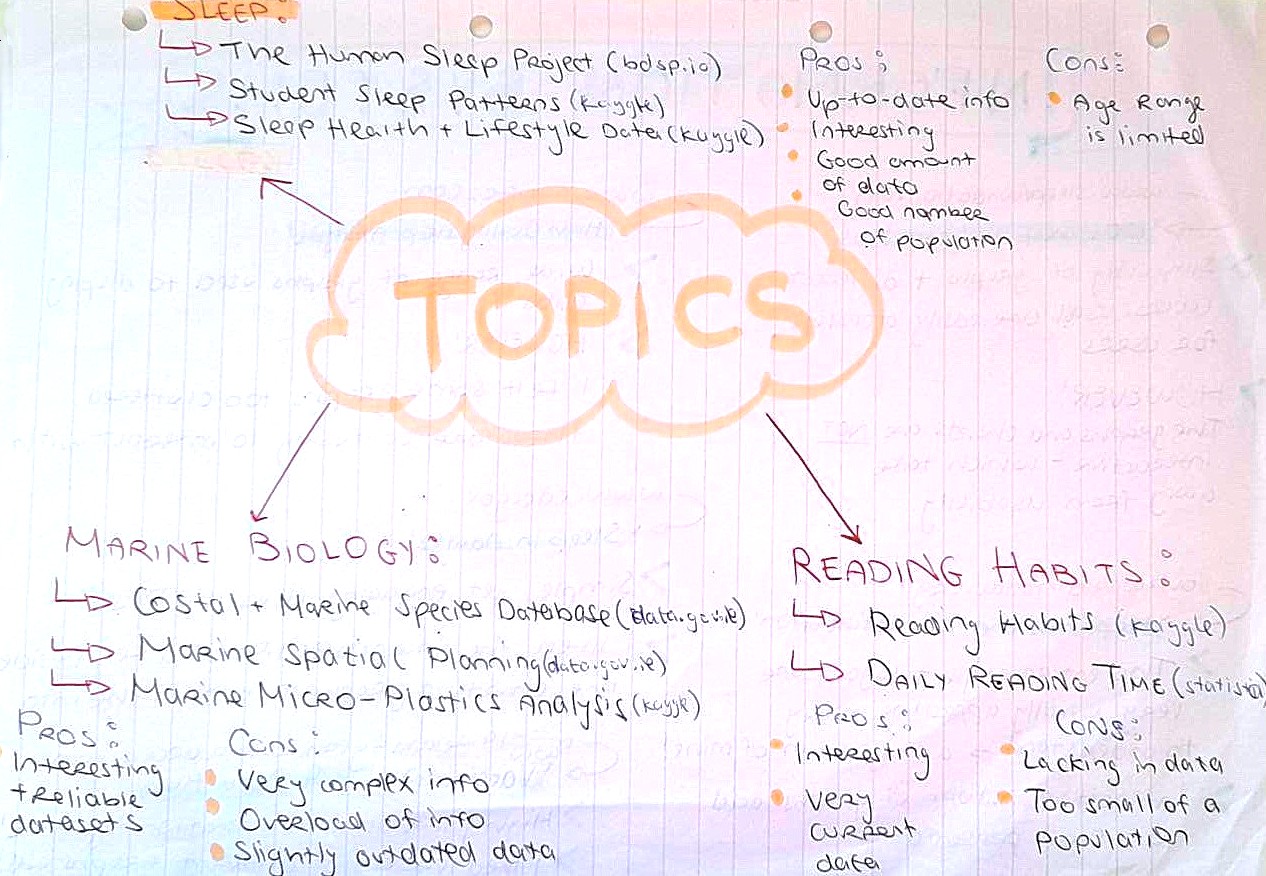 SLEEP:
The Human Sleep Project (bdsp.io)
Student Sleep Patterns (Kaggle)
Sleep Health + Lifestyle Data (Kaggle)
Pros:
Up-to-date info
Interesting
Good amount
of data
Good number
of population
Cons:
Age Range
is limited
TOPICS
MARINE BIOLOGY:
Costal + Marine Species Database (data.gov.ie)
Marine Spatial Planning (data.gov.ie)
Marine Micro-Plastics Analysis (Kaggle)
Pros:
Interesting
+ reliable
datasets
Cons:
Very complex info
Overload of info
Slightly outdated data
READING HABITS:
Reading Habits (Kaggle)
DAILY READING TIME (statista)
Pros:
Interesting
Very
current
data
Cons:
Lacking in data
Too small of a
population